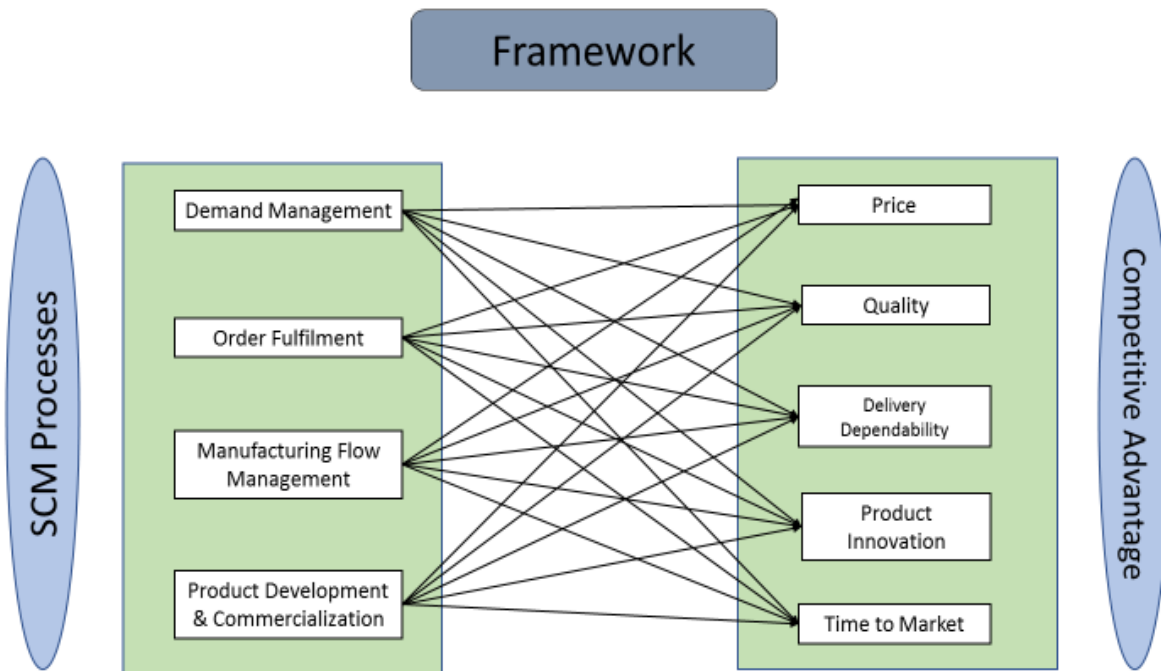 Framework
SCM Processes
Demand Management
Order Fulfilment
Manufacturing Flow
Management
Product Development
& Commercialization
Price
Quality
Delivery
Dependability
Product
Innovation
Time to Market
Competitive Advantage